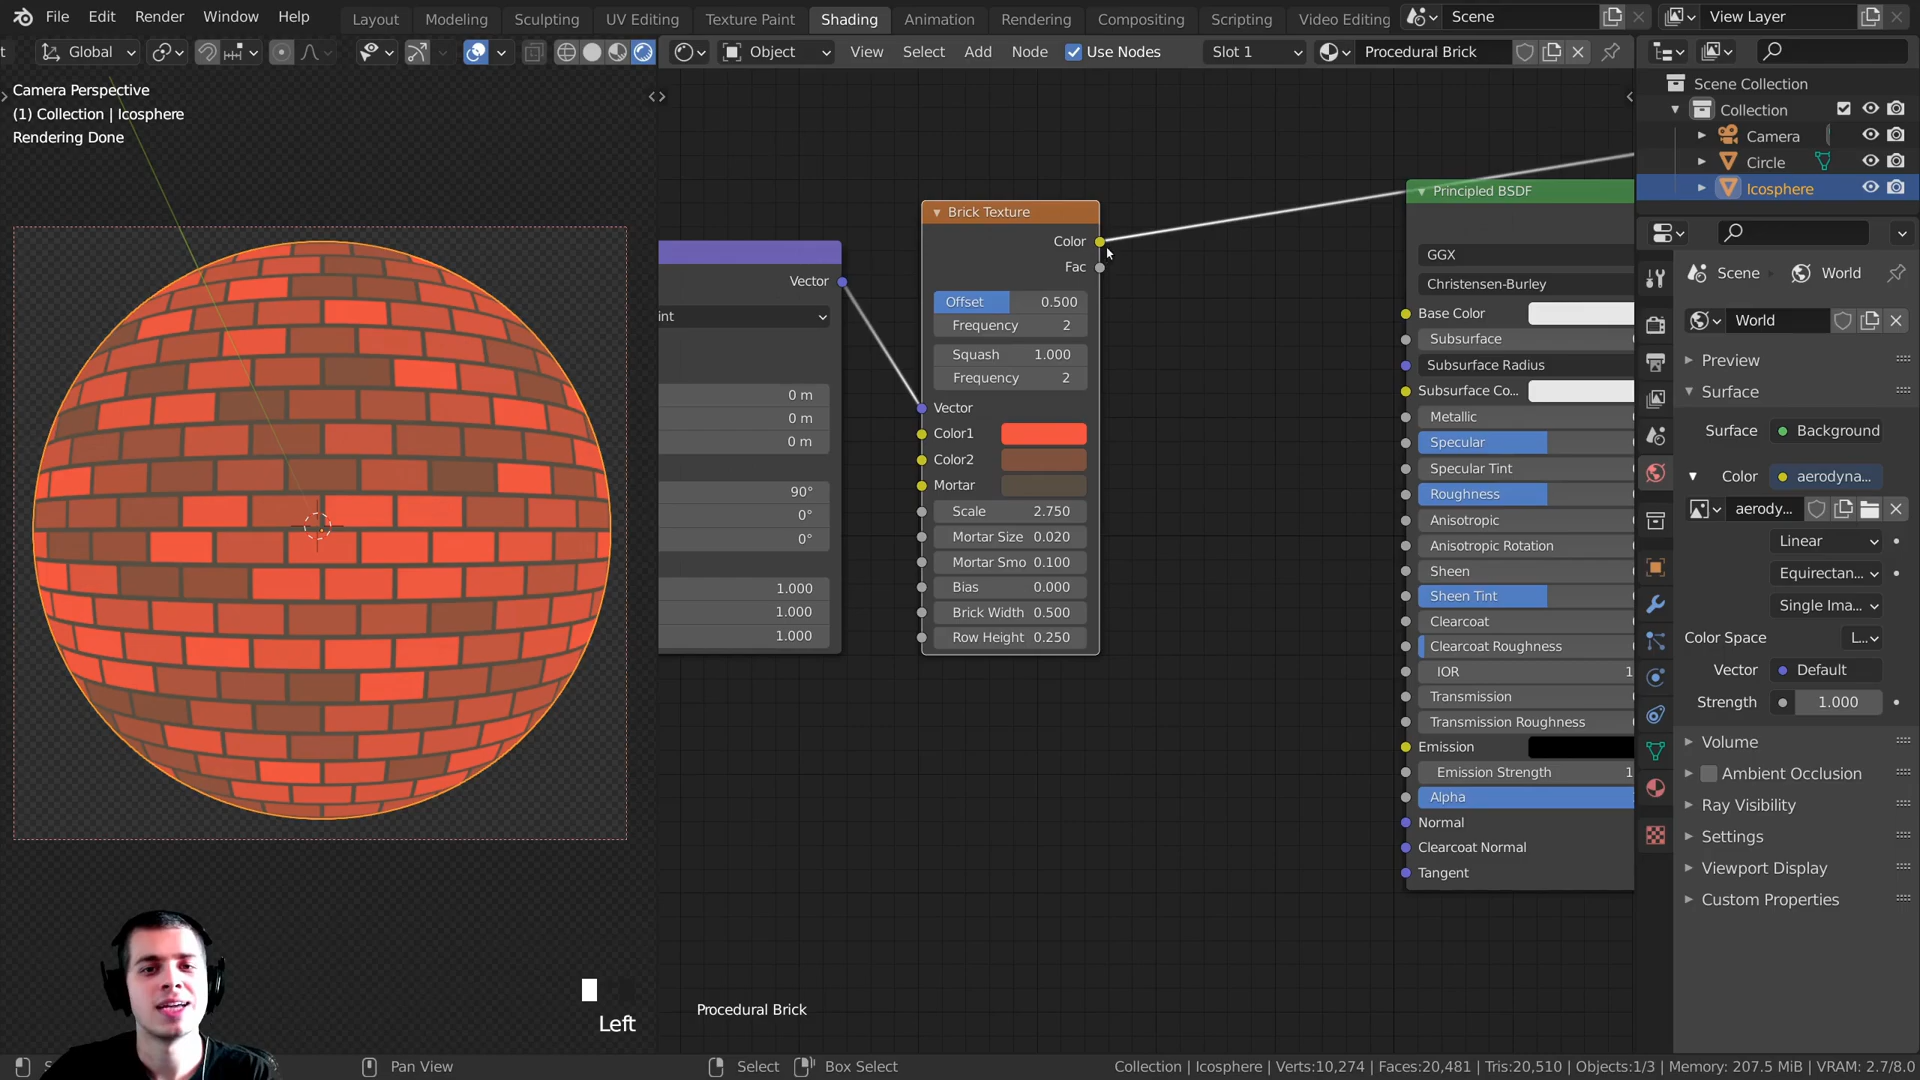 File Edit Render Window Help Layout Modeling Sculpting UV Editing Texture Paint Shading Animation Rendering Compositing Scripting Video Editing Scene View Layer
Global Object View Select Add Node Use Nodes Slot 1 Procedural Brick
Camera Perspective
(1) Collection | Icosphere
Rendering Done
Vector
int
0 m
0 m
0 m
90°
0°
0°
1.000
1.000
1.000
Brick Texture
Color
Fac
Offset 0.500
Frequency 2
Squash 1.000
Frequency 2
Vector
Color1
Color2
Mortar
Scale 2.750
Mortar Size 0.020
Mortar Smo 0.100
Bias 0.000
Brick Width 0.500
Row Height 0.250
Principled BSDF
GGX
Christensen-Burley
Base Color
Subsurface
Subsurface Radius
Subsurface Co...
Metallic
Specular
Specular Tint
Roughness
Anisotropic
Anisotropic Rotation
Sheen
Sheen Tint
Clearcoat
Clearcoat Roughness
IOR 1
Transmission
Transmission Roughness
Emission
Emission Strength 1
Alpha
Normal
Clearcoat Normal
Tangent
Scene Collection
Collection
Camera
Circle
Icosphere
Scene World
World
Preview
Surface
Surface Background
Color aerodyna...
aerody...
Linear
Equirectan...
Single Ima...
Color Space L...
Vector Default
Strength 1.000
Volume
Ambient Occlusion
Ray Visibility
Settings
Viewport Display
Custom Properties
Left
Procedural Brick
Pan View Select Box Select Collection | Icosphere | Verts:10,274 | Faces:20,481 | Tris:20,510 | Objects:1/3 | Memory: 207.5 MiB | VRAM: 2.7/8.0